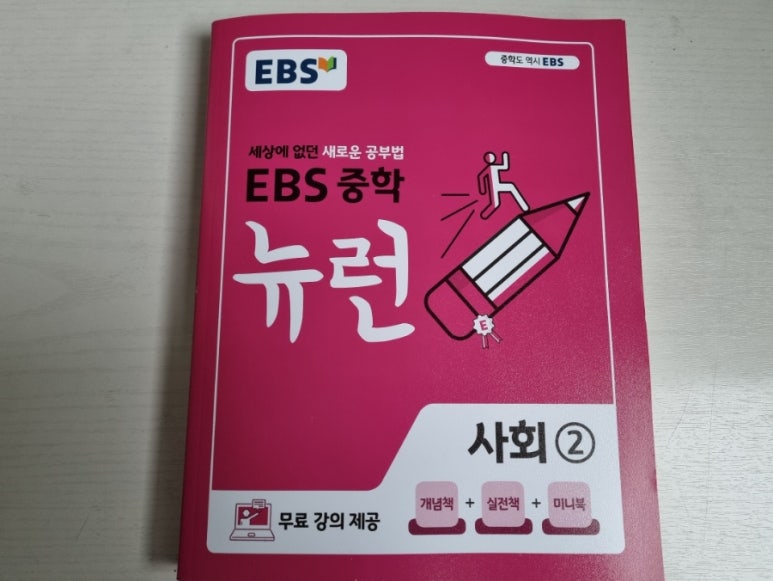 EBS
중학도 역시 EBS
세상에 없던 새로운 공부법
EBS 중학
뉴런
E
사회 ②
개념책 + 실전책 + 미니북
무료 강의 제공